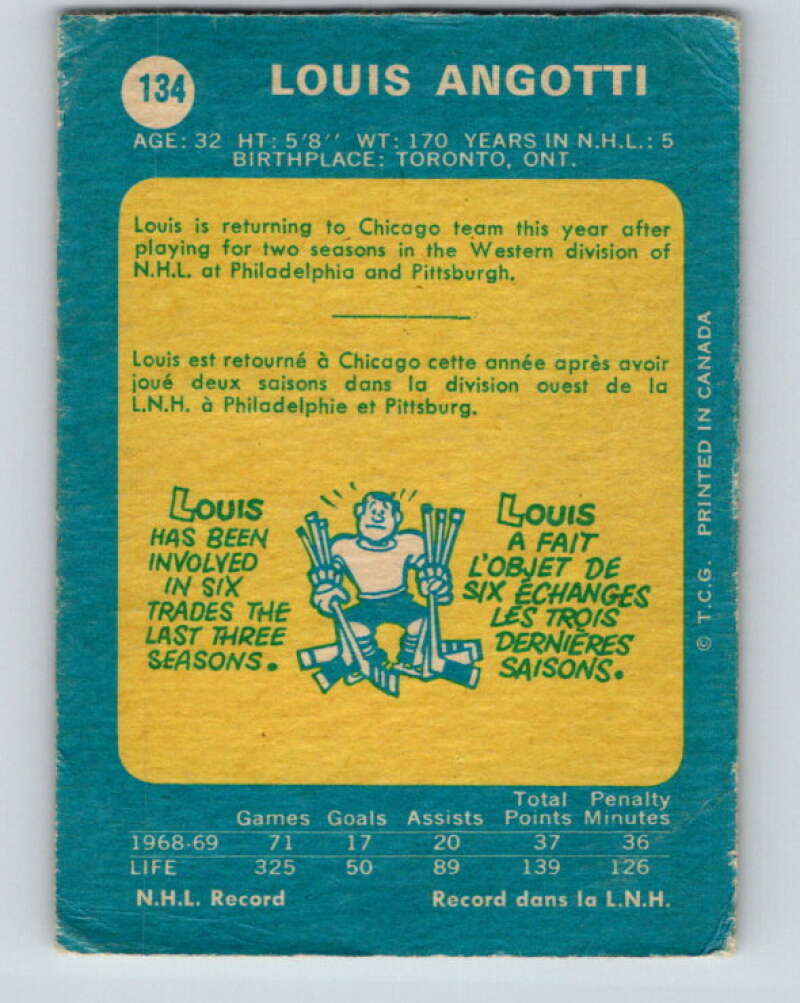 134
LOUIS ANGOTTI
AGE: 32 HT: 5'8'' WT: 170 YEARS IN N.H.L.: 5
BIRTHPLACE: TORONTO, ONT.
Louis is returning to Chicago team this year after
playing for two seasons in the Western division of
N.H.L. at Philadelphia and Pittsburgh.
Louis est retourné à Chicago cette année après avoir
joué deux saisons dans la division ouest de la
L.N.H. à Philadelphie et Pittsburg.
LOUIS
HAS BEEN
INVOLVED
IN SIX
TRADES THE
LAST THREE
SEASONS.
LOUIS
A FAIT
L'OBJET DE
SIX ÉCHANGES
LES TROIS
DERNIÈRES
SAISONS.
© T.C.G. PRINTED IN CANADA
Total Penalty
Games Goals Assists Points Minutes
1968-69 71 17 20 37 36
LIFE 325 50 89 139 126
N.H.L. Record Record dans la L.N.H.